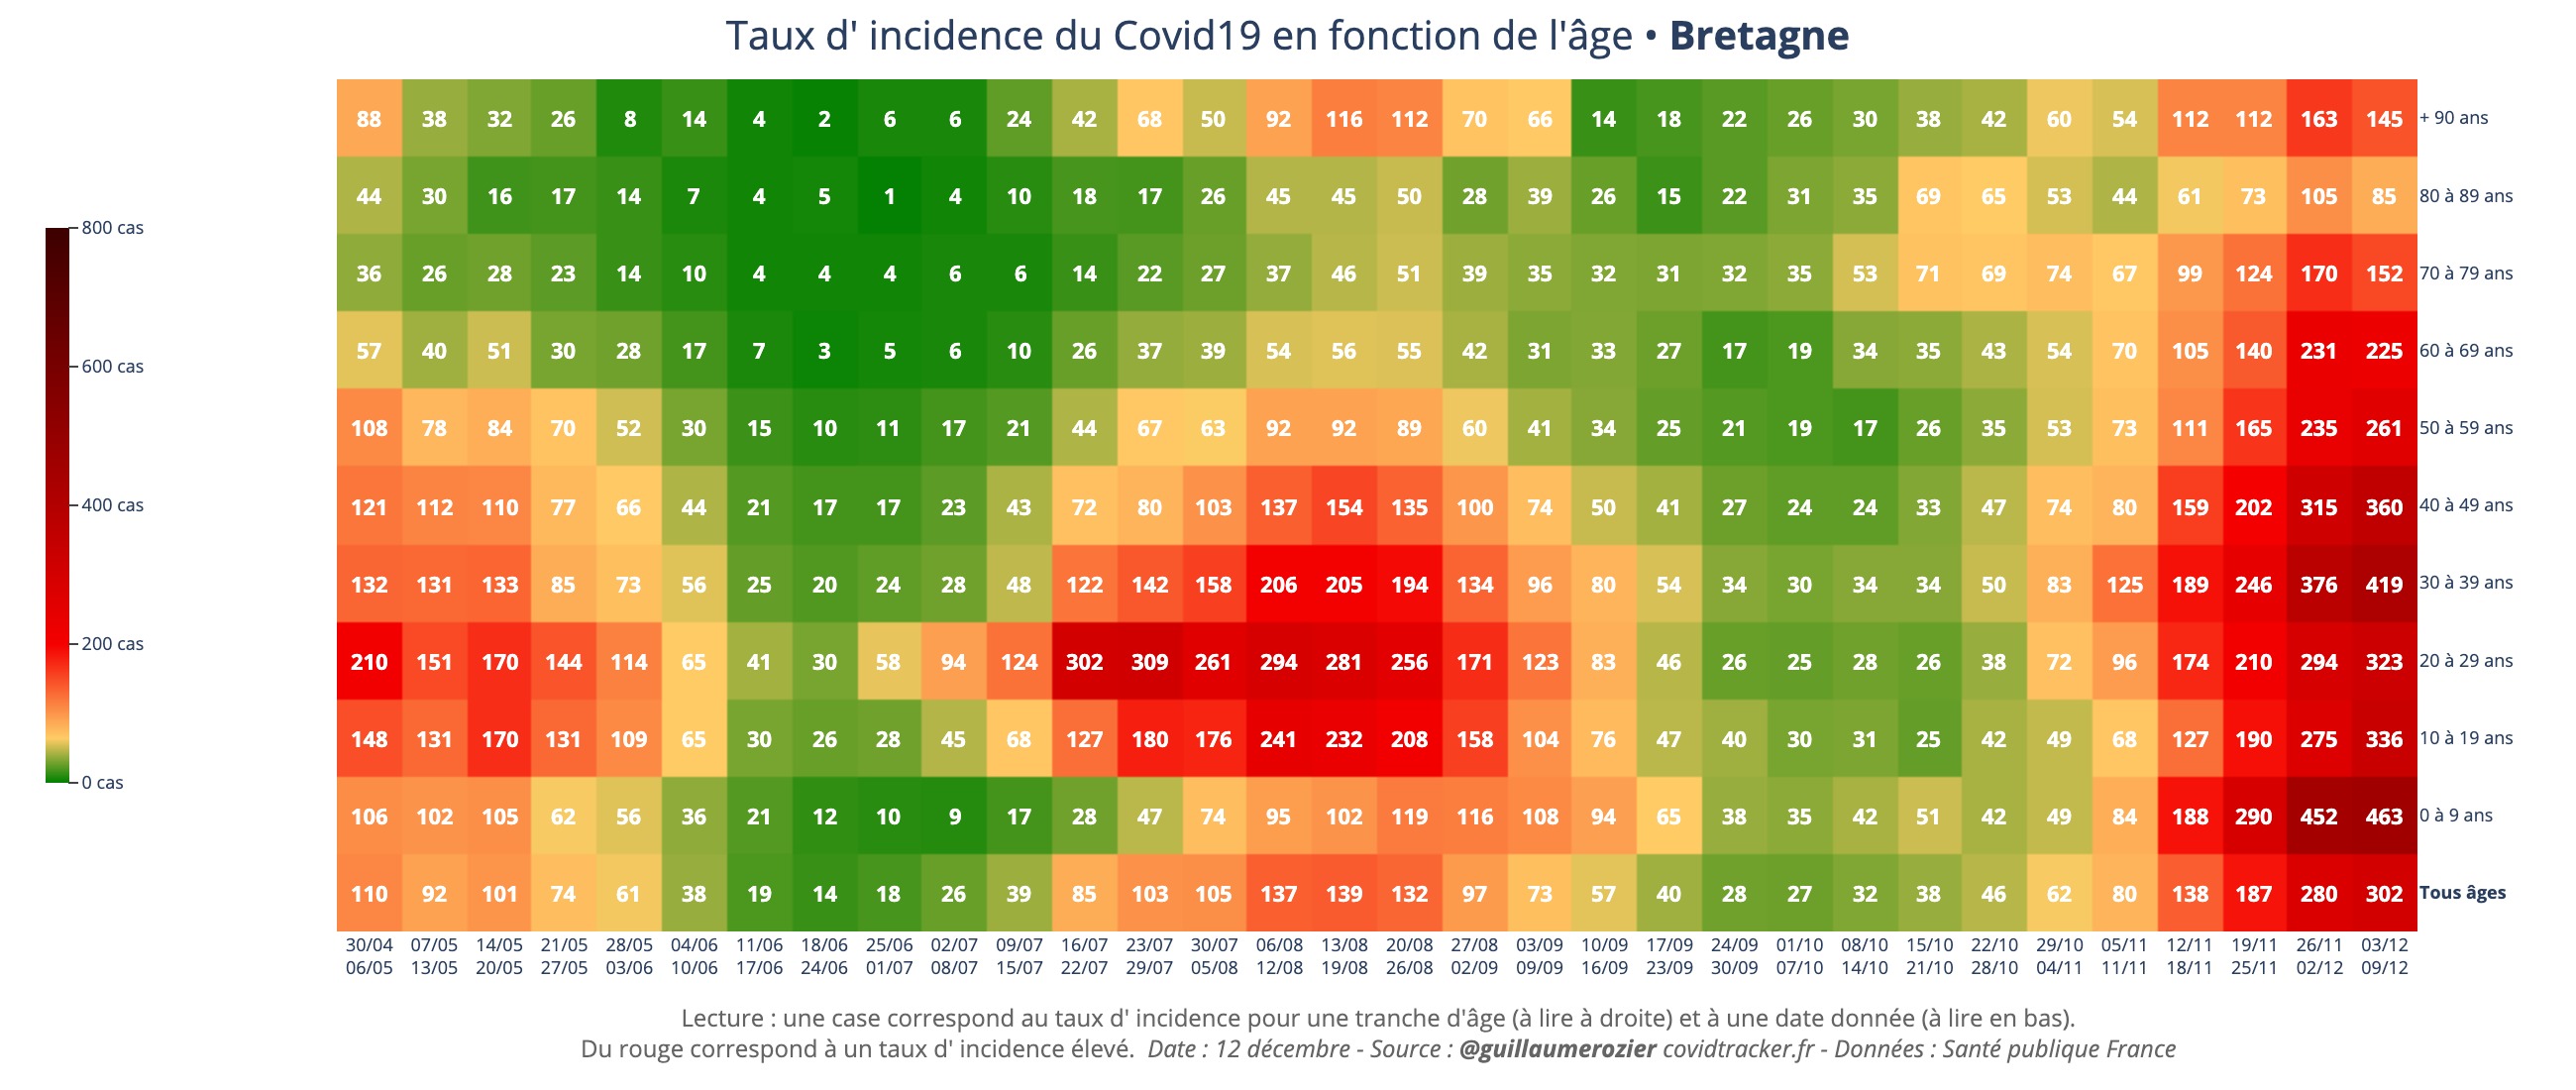 Taux d' incidence du Covid19 en fonction de l'âge • Bretagne
800 cas
600 cas
400 cas
200 cas
0 cas
88 38 32 26 8 14 4 2 6 6 24 42 68 50 92 116 112 70 66 14 18 22 26 30 38 42 60 54 112 112 163 145 + 90 ans
44 30 16 17 14 7 4 5 1 4 10 18 17 26 45 45 50 28 39 26 15 22 31 35 69 65 53 44 61 73 105 85 80 à 89 ans
36 26 28 23 14 10 4 4 4 6 6 14 22 27 37 46 51 39 35 32 31 32 35 53 71 69 74 67 99 124 170 152 70 à 79 ans
57 40 51 30 28 17 7 3 5 6 10 26 37 39 54 56 55 42 31 33 27 17 19 34 35 43 54 70 105 140 231 225 60 à 69 ans
108 78 84 70 52 30 15 10 11 17 21 44 67 63 92 92 89 60 41 34 25 21 19 17 26 35 53 73 111 165 235 261 50 à 59 ans
121 112 110 77 66 44 21 17 17 23 43 72 80 103 137 154 135 100 74 50 41 27 24 24 33 47 74 80 159 202 315 360 40 à 49 ans
132 131 133 85 73 56 25 20 24 28 48 122 142 158 206 205 194 134 96 80 54 34 30 34 34 50 83 125 189 246 376 419 30 à 39 ans
210 151 170 144 114 65 41 30 58 94 124 302 309 261 294 281 256 171 123 83 46 26 25 28 26 38 72 96 174 210 294 323 20 à 29 ans
148 131 170 131 109 65 30 26 28 45 68 127 180 176 241 232 208 158 104 76 47 40 30 31 25 42 49 68 127 190 275 336 10 à 19 ans
106 102 105 62 56 36 21 12 10 9 17 28 47 74 95 102 119 116 108 94 65 38 35 42 51 42 49 84 188 290 452 463 0 à 9 ans
110 92 101 74 61 38 19 14 18 26 39 85 103 105 137 139 132 97 73 57 40 28 27 32 38 46 62 80 138 187 280 302 Tous âges
30/04 07/05 14/05 21/05 28/05 04/06 11/06 18/06 25/06 02/07 09/07 16/07 23/07 30/07 06/08 13/08 20/08 27/08 03/09 10/09 17/09 24/09 01/10 08/10 15/10 22/10 29/10 05/11 12/11 19/11 26/11 03/12
06/05 13/05 20/05 27/05 03/06 10/06 17/06 24/06 01/07 08/07 15/07 22/07 29/07 05/08 12/08 19/08 26/08 02/09 09/09 16/09 23/09 30/09 07/10 14/10 21/10 28/10 04/11 11/11 18/11 25/11 02/12 09/12
Lecture : une case correspond au taux d' incidence pour une tranche d'âge (à lire à droite) et à une date donnée (à lire en bas).
Du rouge correspond à un taux d' incidence élevé. Date : 12 décembre - Source : @guillaumerozier covidtracker.fr - Données : Santé publique France